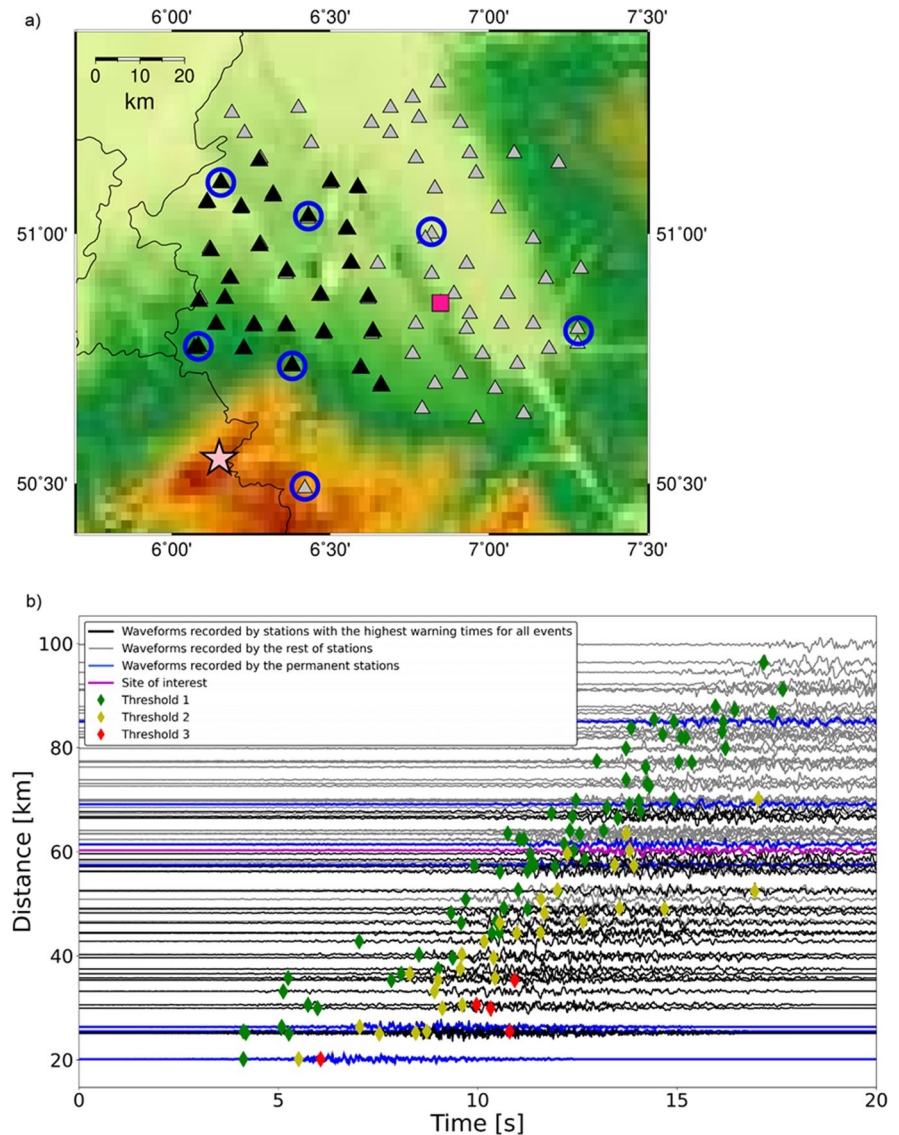 a)
6˚00' 6˚30' 7˚00' 7˚30'
0 10 20
km
51˚00' 51˚00'
50˚30' 50˚30'
6˚00' 6˚30' 7˚00' 7˚30'
b)
Waveforms recorded by stations with the highest warning times for all events
Waveforms recorded by the rest of stations
Waveforms recorded by the permanent stations
Site of interest
Threshold 1
Threshold 2
Threshold 3
100
80
60
40
20
Distance [km]
0 5 10 15 20
Time [s]